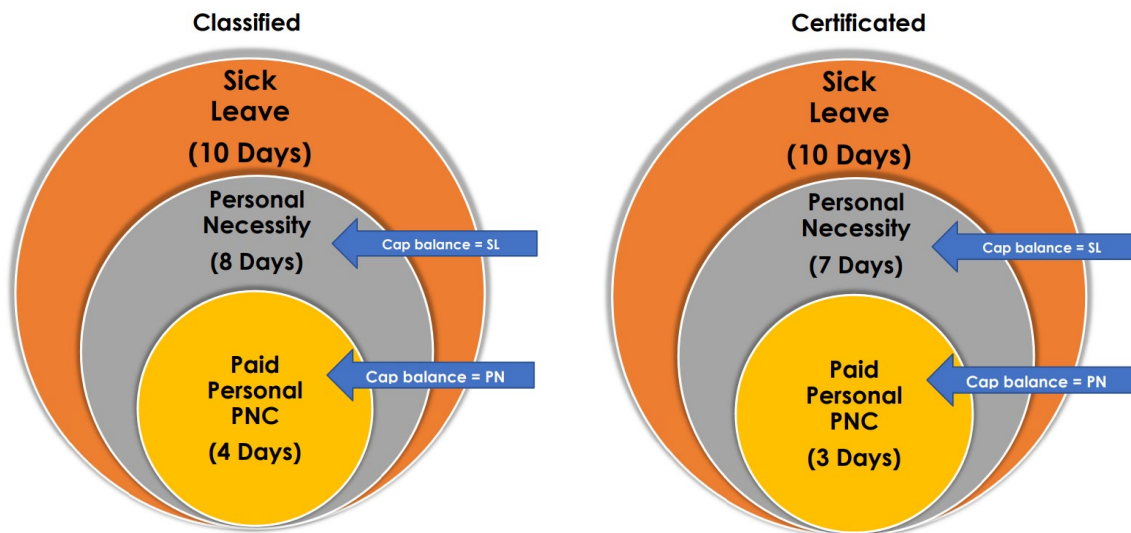 Classified
Sick
Leave
(10 Days)
Personal
Necessity
(8 Days)
Cap balance = SL
Paid
Personal
PNC
(4 Days)
Cap balance = PN
Certificated
Sick
Leave
(10 Days)
Personal
Necessity
(7 Days)
Cap balance = SL
Paid
Personal
PNC
(3 Days)
Cap balance = PN